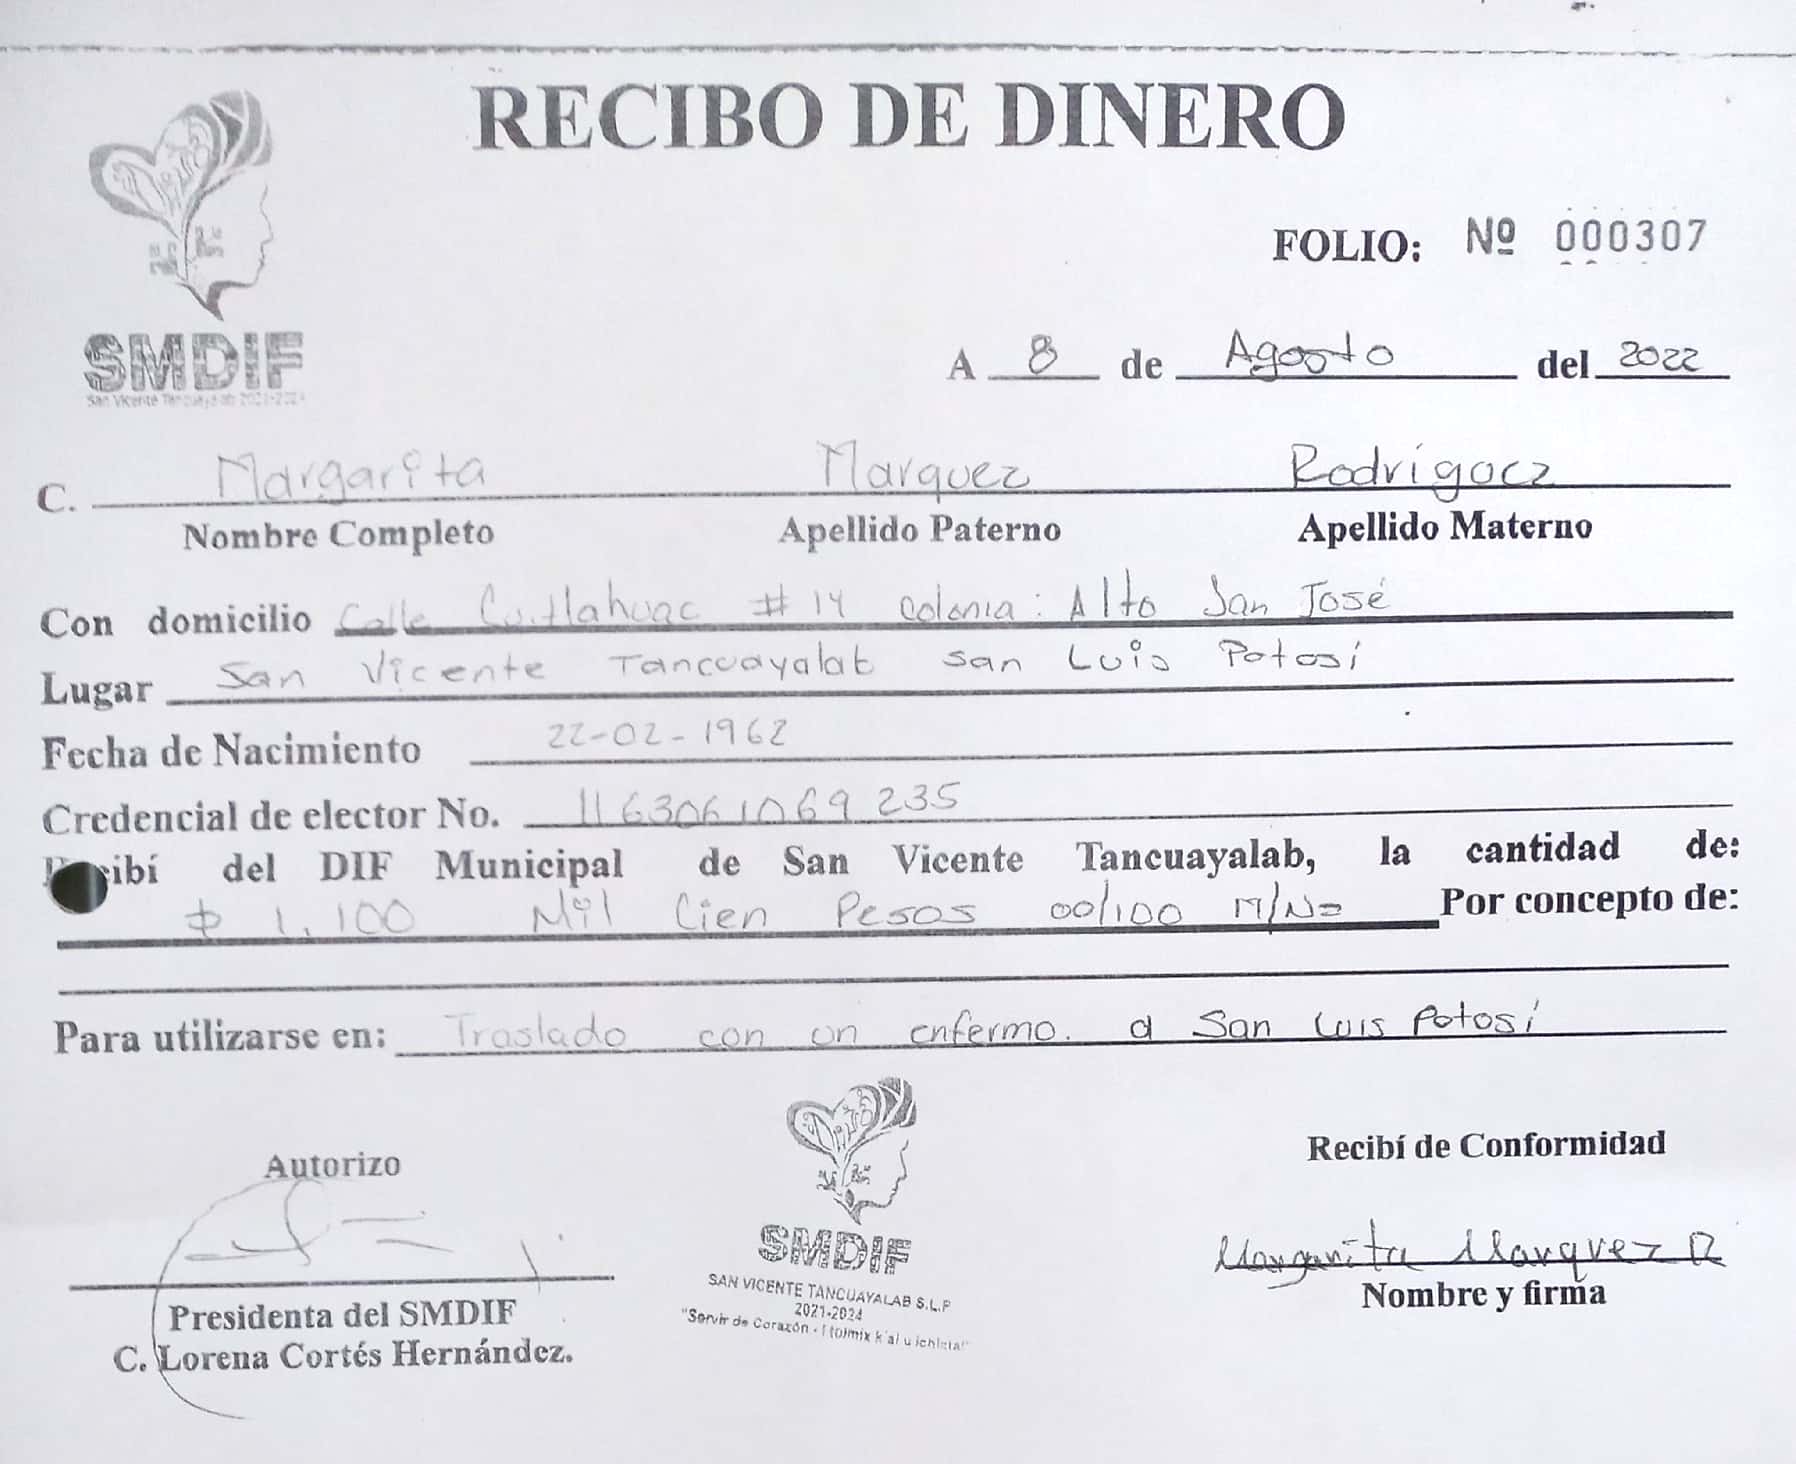 RECIBO DE DINERO
FOLIO: Nº 000307
SMDIF
San Vicente Tancuayalab 2021-2024
A 8 de Agosto del 2022
C. Margarita Marquez Rodrígocz
Nombre Completo Apellido Paterno Apellido Materno
Con domicilio Calle Cuitlahuac # 14 colonia: Alto San José
Lugar San Vicente Tancuayalab San Luis Potosí
Fecha de Nacimiento 22-02-1962
Credencial de elector No. 1163061069235
ibí del DIF Municipal de San Vicente Tancuayalab, la cantidad de:
$ 1,100 Mil Cien Pesos 00/100 M/N= Por concepto de:
Para utilizarse en: Traslado con un enfermo. a San Luis Potosí
Autorizo
Presidenta del SMDIF
C. Lorena Cortés Hernández.
SMDIF
SAN VICENTE TANCUAYALAB S.L.P
2021-2024
"Servir de Corazón -
Recibí de Conformidad
Margarita Marquez R
Nombre y firma